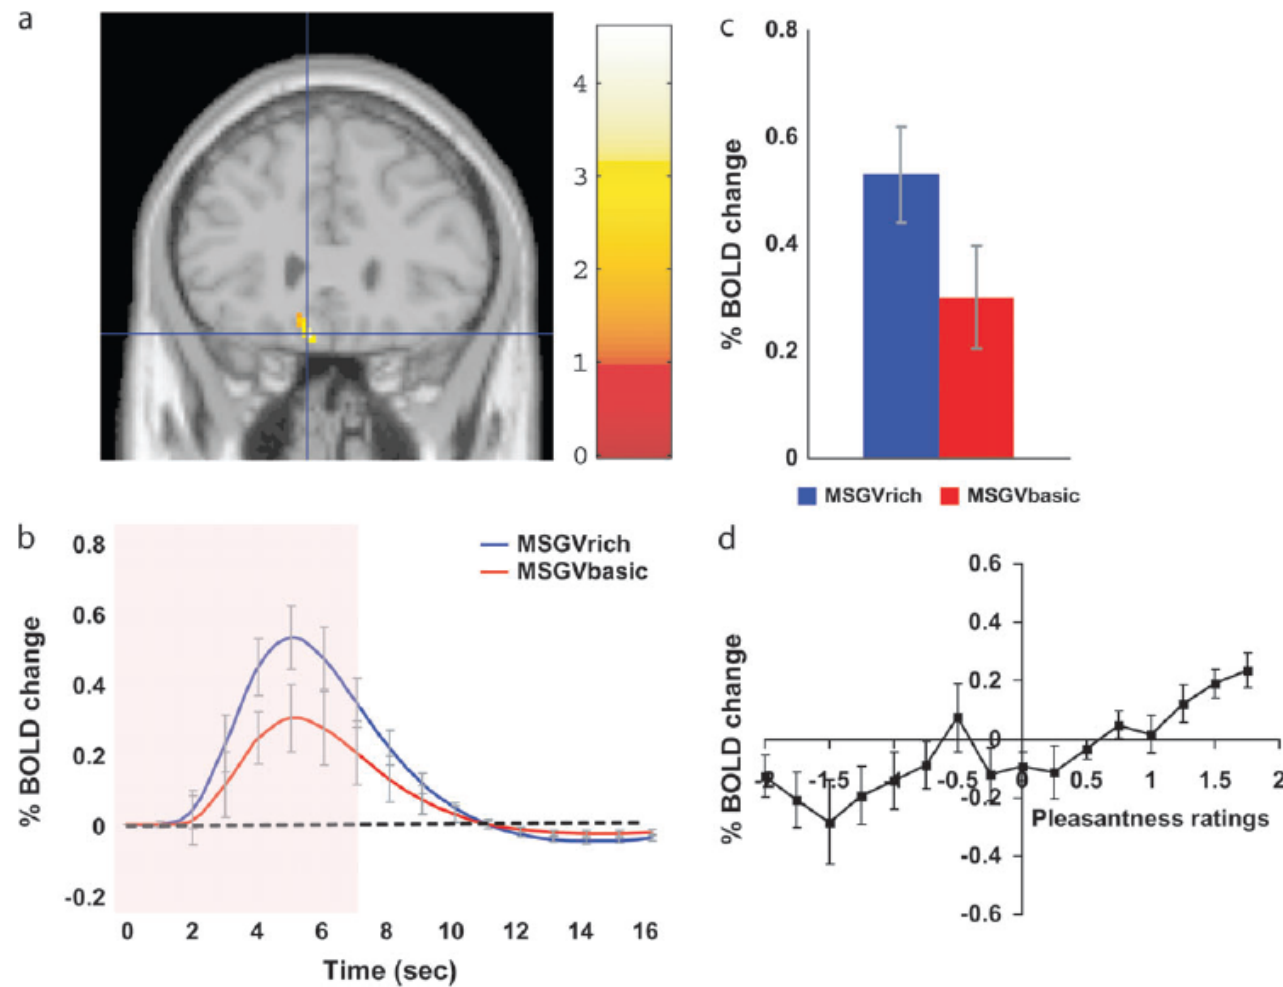 a
4
3
2
1
0
c
% BOLD change
0.8
0.6
0.4
0.2
0
MSGVrich MSGVbasic
b
% BOLD change
0.8
0.6
0.4
0.2
0
-0.2
MSGVrich
MSGVbasic
0 2 4 6 8 10 12 14 16
Time (sec)
d
% BOLD change
0.6
0.4
0.2
0
-0.2
-0.4
-0.6
-2 -1.5 -1 -0.5 0 0.5 1 1.5 2
Pleasantness ratings